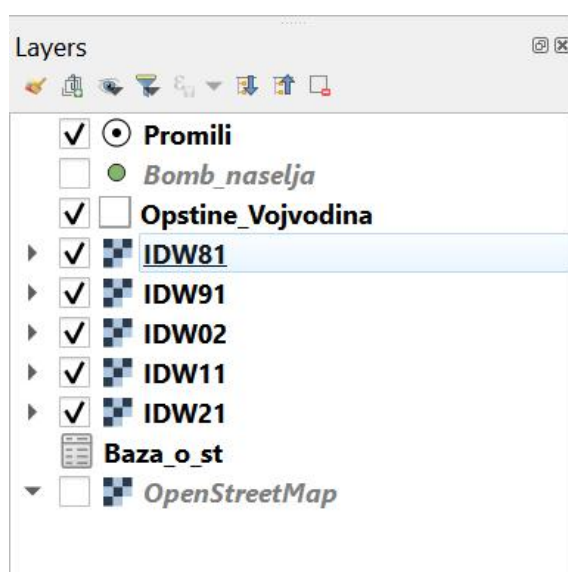 Layers
Promili
Bomb_naselja
Opstine_Vojvodina
IDW81
IDW91
IDW02
IDW11
IDW21
Baza_o_st
OpenStreetMap